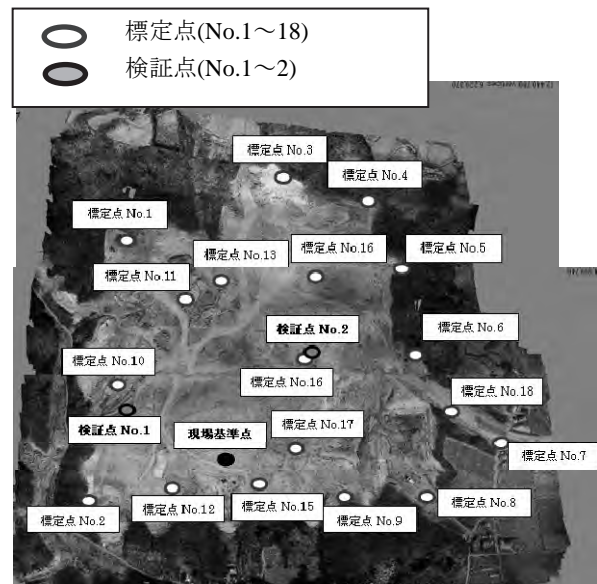 標定点(No.1～18)
検証点(No.1～2)
標定点 No.3
標定点 No.4
標定点 No.1
標定点 No.13
標定点 No.16
標定点 No.5
標定点 No.11
検証点 No.2
標定点 No.6
標定点 No.10
標定点 No.16
標定点 No.18
検証点 No.1
現場基準点
標定点 No.17
標定点 No.7
標定点 No.2
標定点 No.12
標定点 No.15
標定点 No.9
標定点 No.8